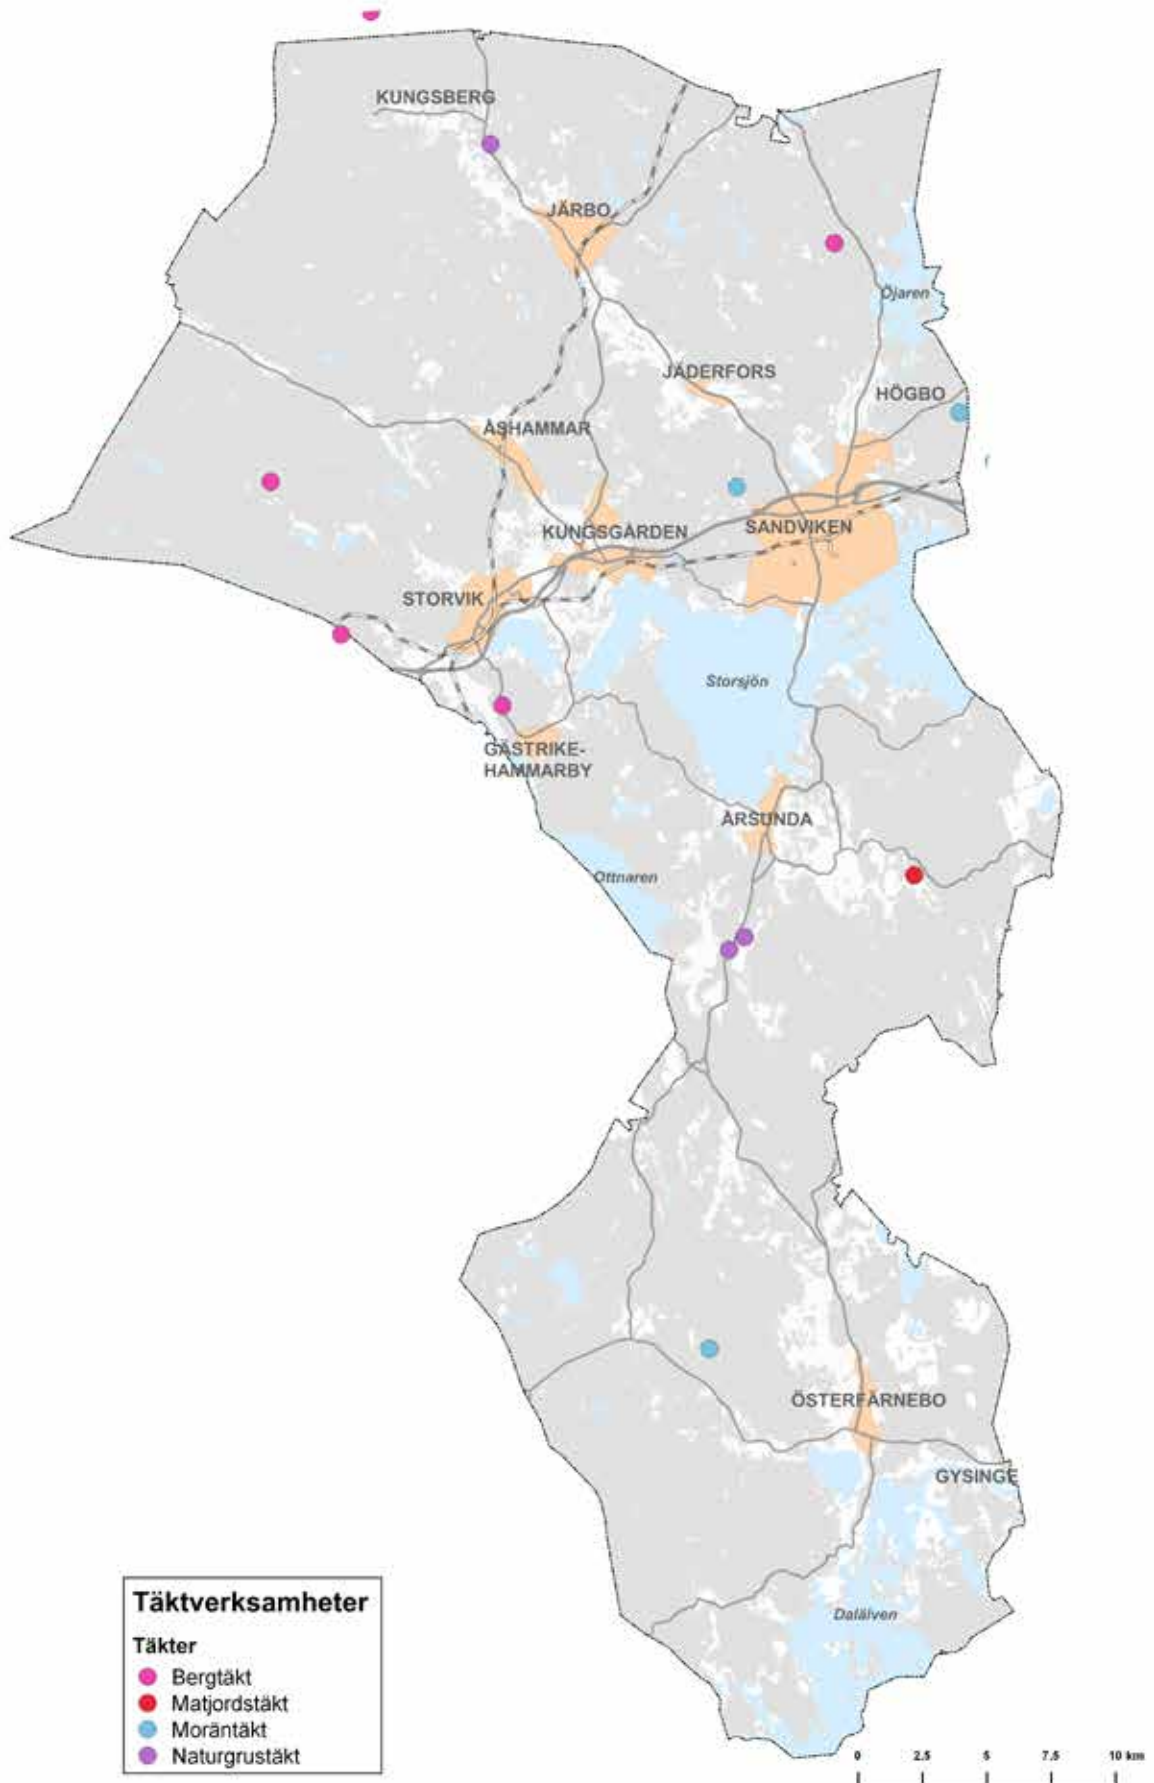 KUNGSBERG
JÄRBO
Öjaren
JÄDERFORS
HÖGBO
ÅSHAMMAR
KUNGSGÅRDEN
SANDVIKEN
STORVIK
Storsjön
GÄSTRIKE-
HAMMARBY
ÅRSUNDA
Ottnaren
ÖSTERFÄRNEBO
GYSINGE
Dalälven
Täktverksamheter
Täkter
Bergtäkt
Matjordstäkt
Moräntäkt
Naturgrustäkt
0 2.5 5 7.5 10 km